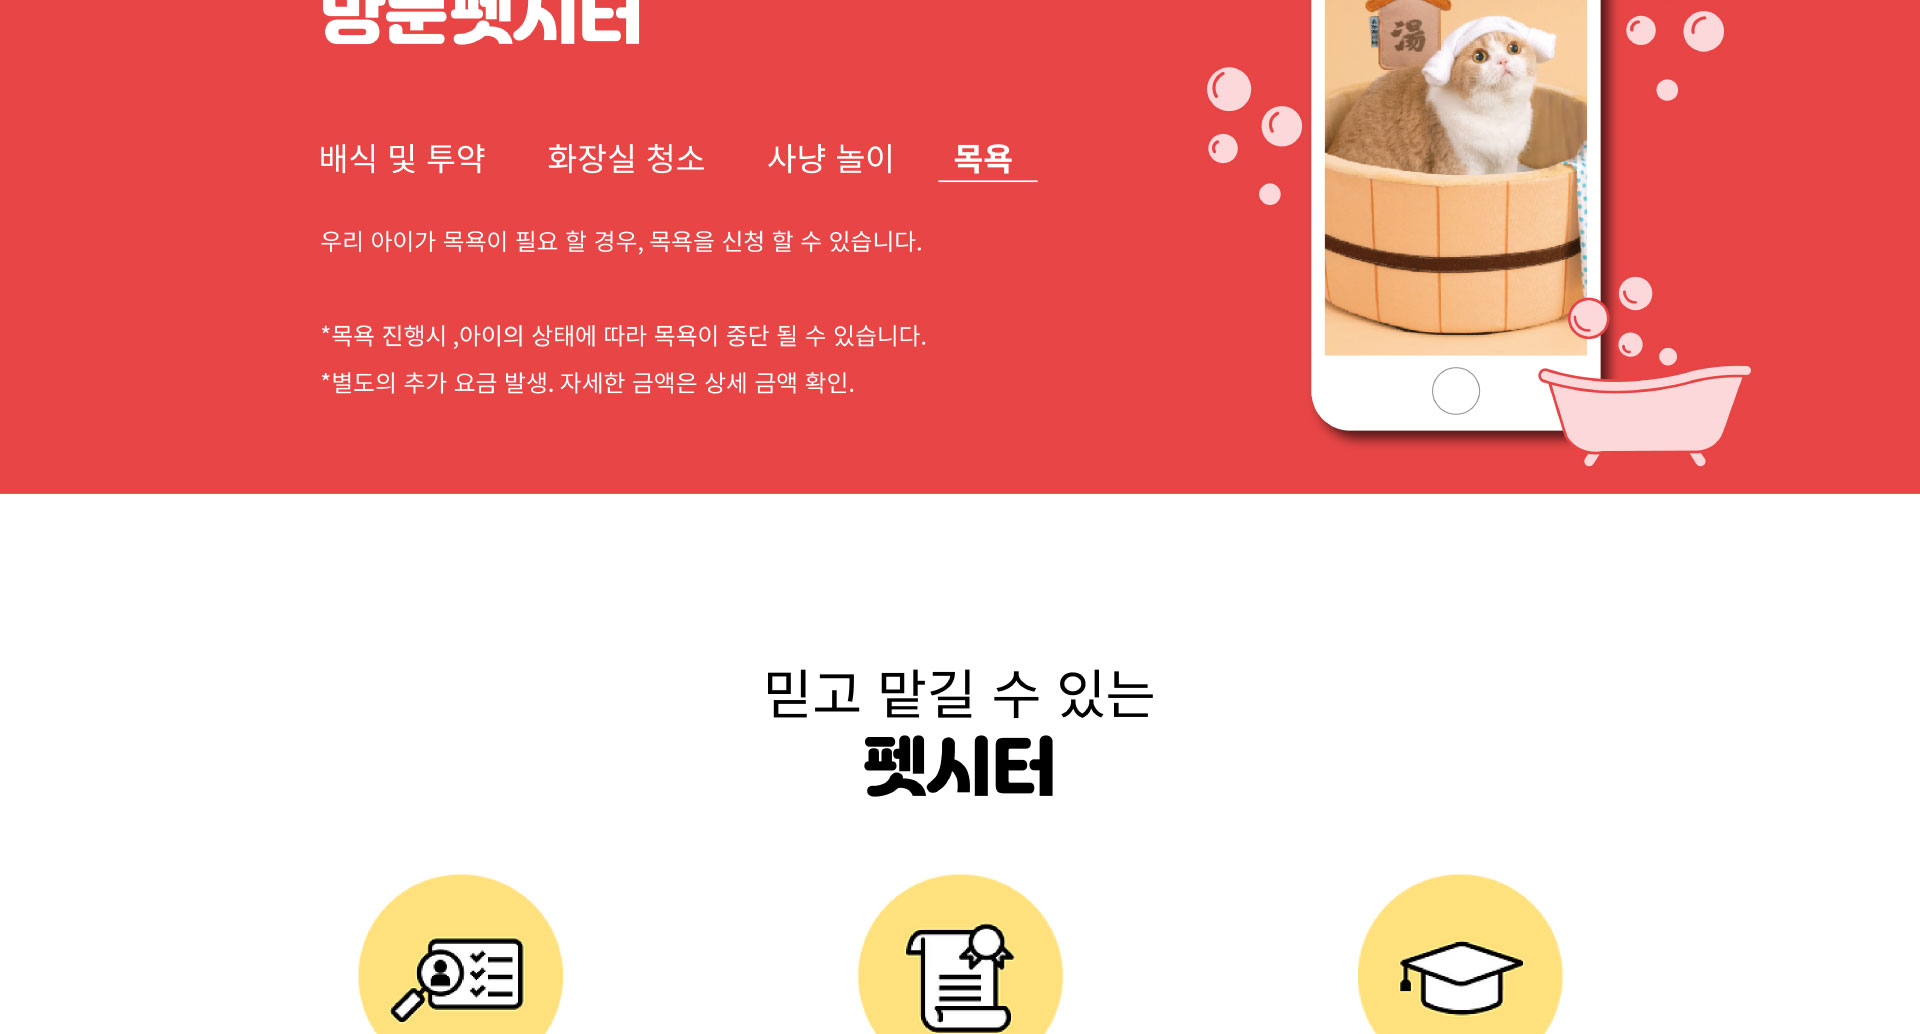 방문펫시터
배식 및 투약
화장실 청소
사냥 놀이
목욕
우리 아이가 목욕이 필요 할 경우, 목욕을 신청 할 수 있습니다.
*목욕 진행시 ,아이의 상태에 따라 목욕이 중단 될 수 있습니다.
*별도의 추가 요금 발생. 자세한 금액은 상세 금액 확인.
湯
믿고 맡길 수 있는
펫시터